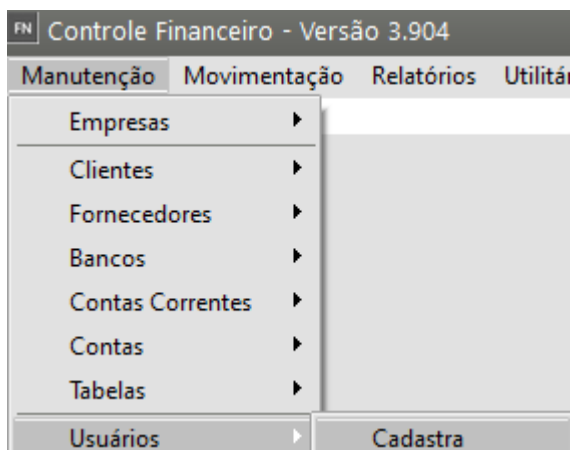 FN Controle Financeiro - Versão 3.904
Manutenção Movimentação Relatórios
Empresas
Clientes
Fornecedores
Bancos
Contas Correntes
Contas
Tabelas
Usuários Cadastra